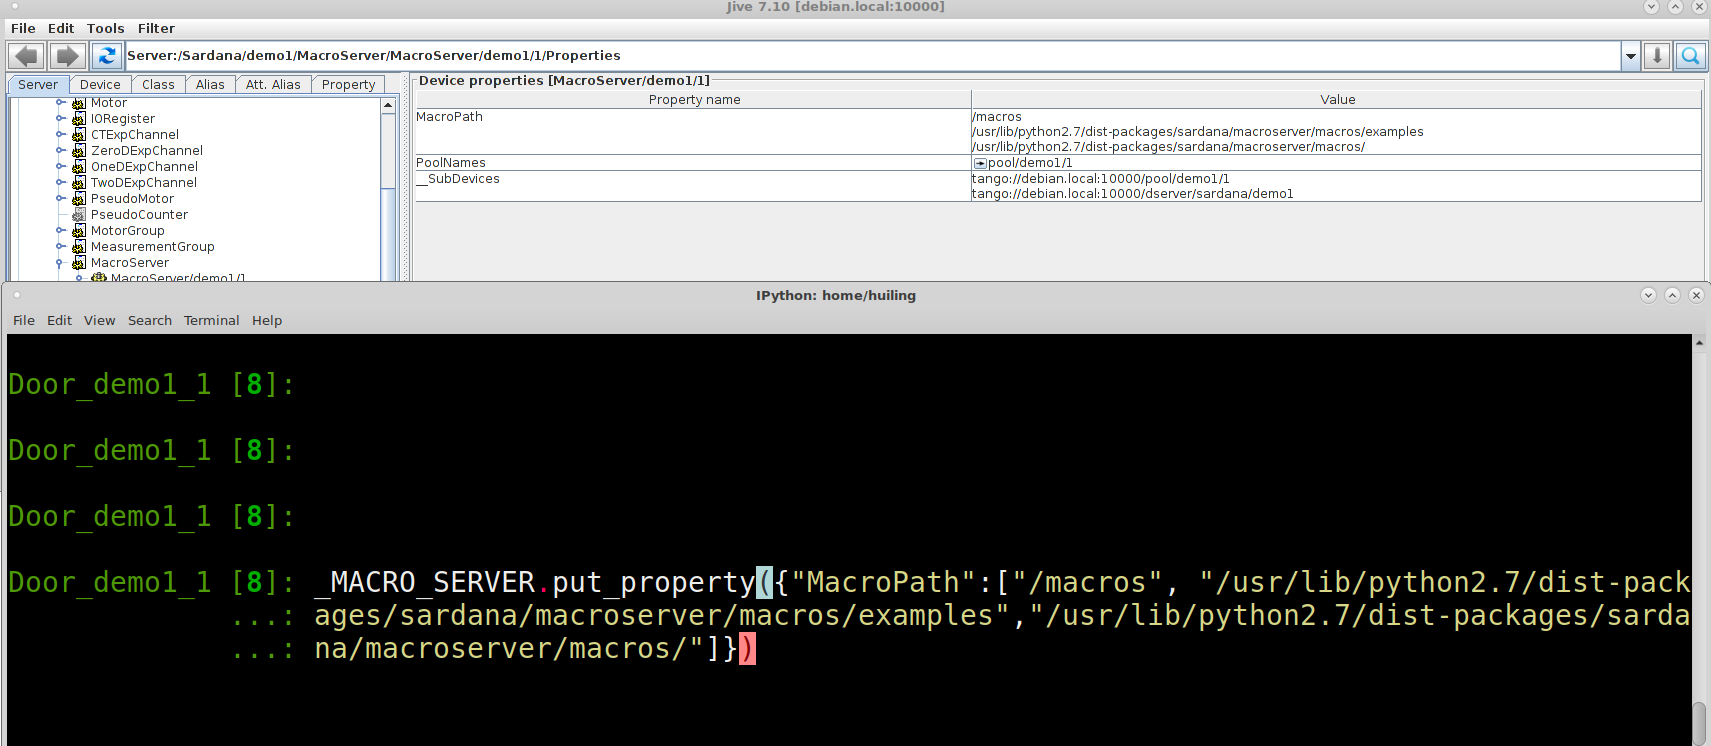 Jive 7.10 [debian.local:10000]
File Edit Tools Filter
Server:/Sardana/demo1/MacroServer/MacroServer/demo1/1/Properties
Server Device Class Alias Att. Alias Property
Motor
IORegister
CTExpChannel
ZeroDExpChannel
OneDExpChannel
TwoDExpChannel
PseudoMotor
PseudoCounter
MotorGroup
MeasurementGroup
MacroServer
MacroServer/demo1/1
Device properties [MacroServer/demo1/1]
Property name Value
MacroPath /macros
/usr/lib/python2.7/dist-packages/sardana/macroserver/macros/examples
/usr/lib/python2.7/dist-packages/sardana/macroserver/macros/
PoolNames pool/demo1/1
__SubDevices tango://debian.local:10000/pool/demo1/1
tango://debian.local:10000/dserver/sardana/demo1
IPython: home/huiling
File Edit View Search Terminal Help
Door_demo1_1 [8]:
Door_demo1_1 [8]:
Door_demo1_1 [8]:
Door_demo1_1 [8]: _MACRO_SERVER.put_property({"MacroPath":["/macros", "/usr/lib/python2.7/dist-pack
...: ages/sardana/macroserver/macros/examples","/usr/lib/python2.7/dist-packages/sarda
...: na/macroserver/macros/"]})